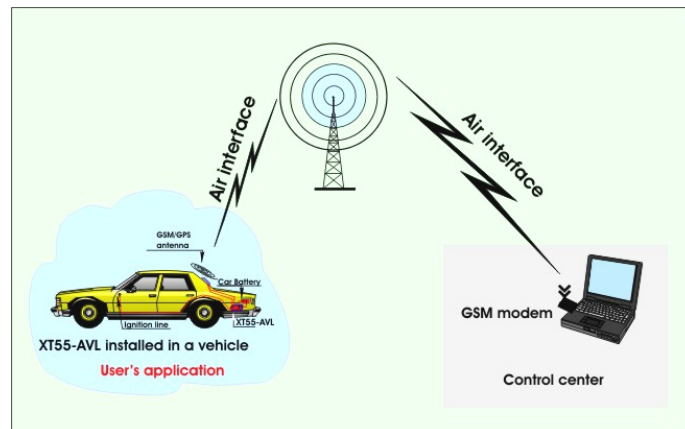 Air interface
Air interface
GSM/GPS
antenna
Car Battery
XT55-AVL
Ignition line
XT55-AVL installed in a vehicle
User's application
GSM modem
Control center